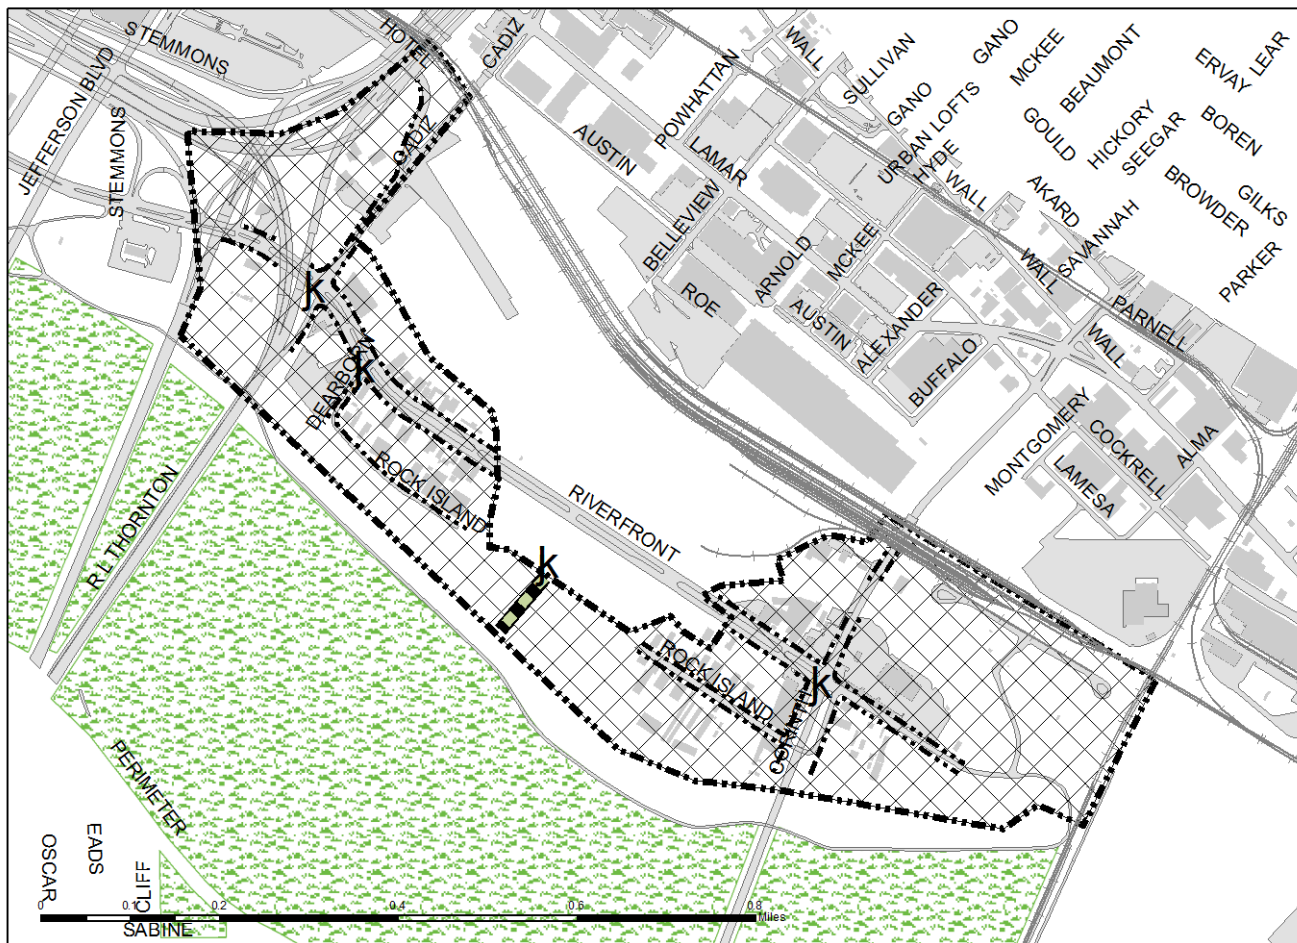 STEMMONS
HOTEL
CADIZ
WALL
SULLIVAN
GANO
MCKEE
BEAUMONT
ERVAY
LEAR
JEFFERSON BLVD
STEMMONS
CADIZ
AUSTIN
POWHATTAN
LAMAR
GANO
URBAN LOFTS
HYDE
WALL
GOULD
HICKORY
SEEGAR
BOREN
BROWDER
GILKS
AKARD
SAVANNAH
PARKER
BELLEVIEW
ROE
ARNOLD
MCKEE
AUSTIN
ALEXANDER
BUFFALO
WALL
PARNELL
WALL
k
DEARBORN
k
ROCK ISLAND
R L THORNTON
RIVERFRONT
MONTGOMERY
COCKRELL
LAMESA
ALMA
k
ROCK ISLAND
k
CORINTH
PERIMETER
OSCAR
EADS
CLIFF
SABINE
0
0.1
0.2
0.4
0.6
0.8
Miles